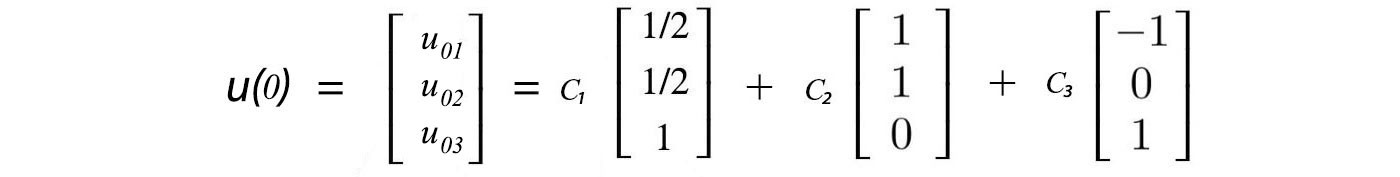 u(0) = [ u₀₁ u₀₂ u₀₃ ] = C₁ [ 1/2 1/2 1 ] + C₂ [ 1 1 0 ] + C₃ [ −1 0 1 ]